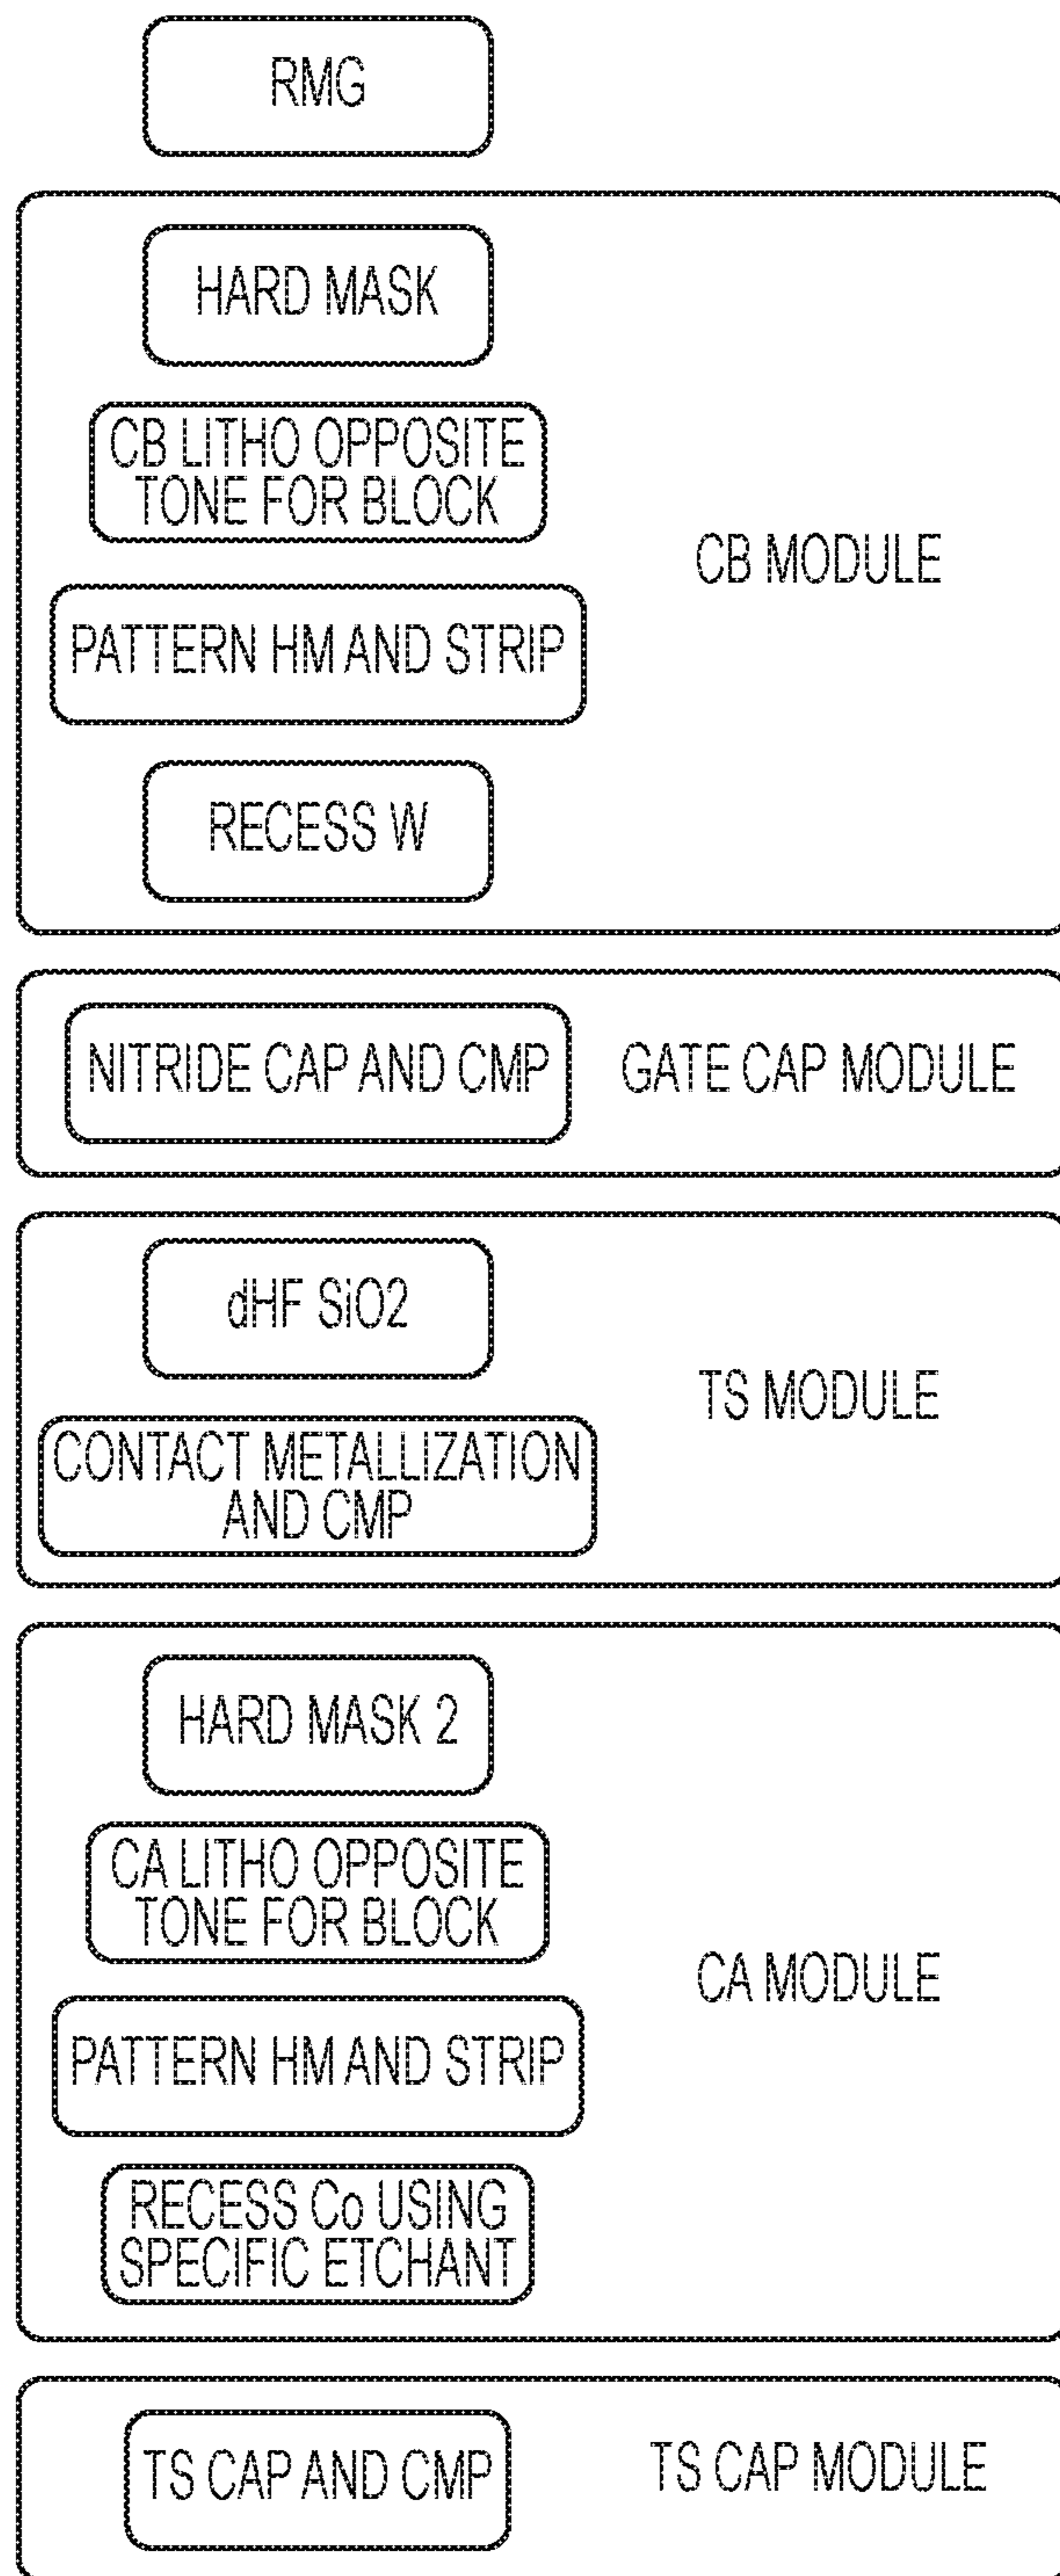 RMG
HARD MASK
CB LITHO OPPOSITE
TONE FOR BLOCK
CB MODULE
PATTERN HM AND STRIP
RECESS W
NITRIDE CAP AND CMP
GATE CAP MODULE
dHF SiO2
TS MODULE
CONTACT METALLIZATION
AND CMP
HARD MASK 2
CA LITHO OPPOSITE
TONE FOR BLOCK
CA MODULE
PATTERN HM AND STRIP
RECESS Co USING
SPECIFIC ETCHANT
TS CAP AND CMP
TS CAP MODULE